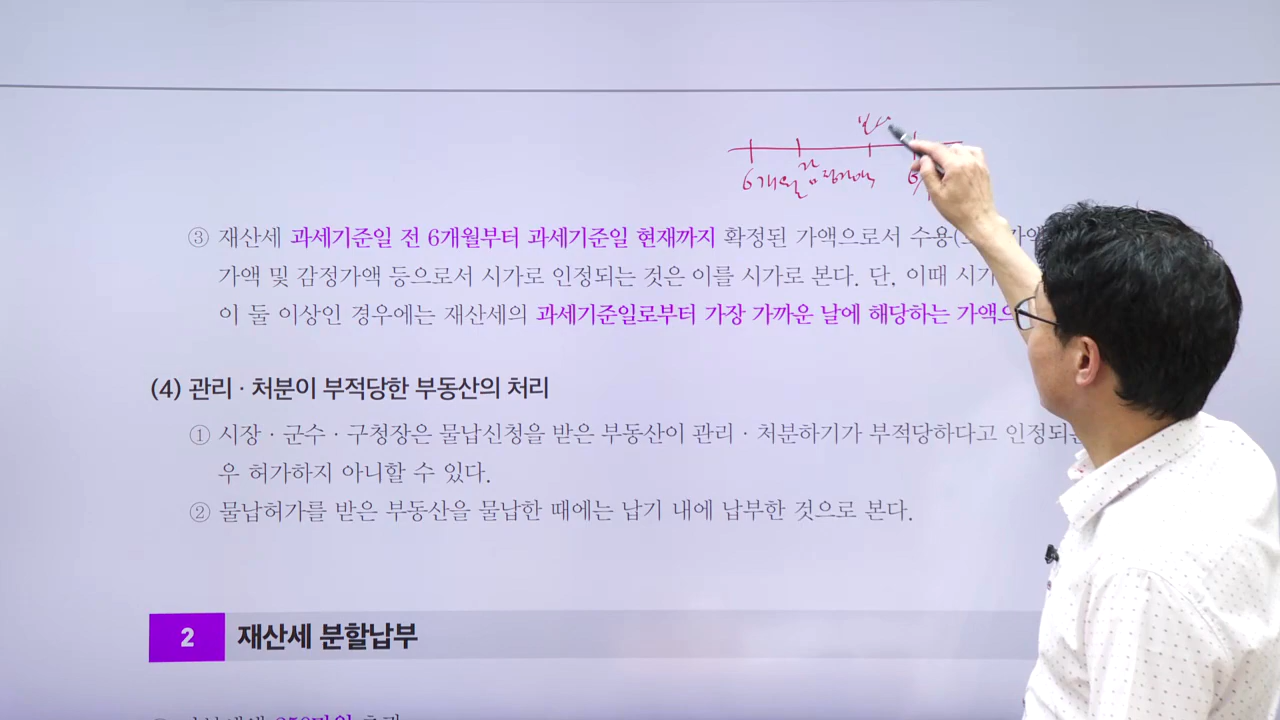 6개월 감정가액 6/
③ 재산세 과세기준일 전 6개월부터 과세기준일 현재까지 확정된 가액으로서 수용(
가액 및 감정가액 등으로서 시가로 인정되는 것은 이를 시가로 본다. 단, 이때 시가
이 둘 이상인 경우에는 재산세의 과세기준일로부터 가장 가까운 날에 해당하는 가액으
(4) 관리 · 처분이 부적당한 부동산의 처리
① 시장 · 군수 · 구청장은 물납신청을 받은 부동산이 관리 · 처분하기가 부적당하다고 인정되는
우 허가하지 아니할 수 있다.
② 물납허가를 받은 부동산을 물납한 때에는 납기 내에 납부한 것으로 본다.
2 재산세 분할납부